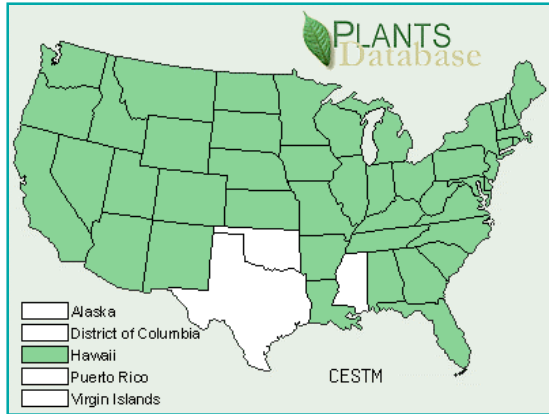 PLANTS
Database
Alaska
District of Columbia
Hawaii
Puerto Rico
Virgin Islands
CESTM